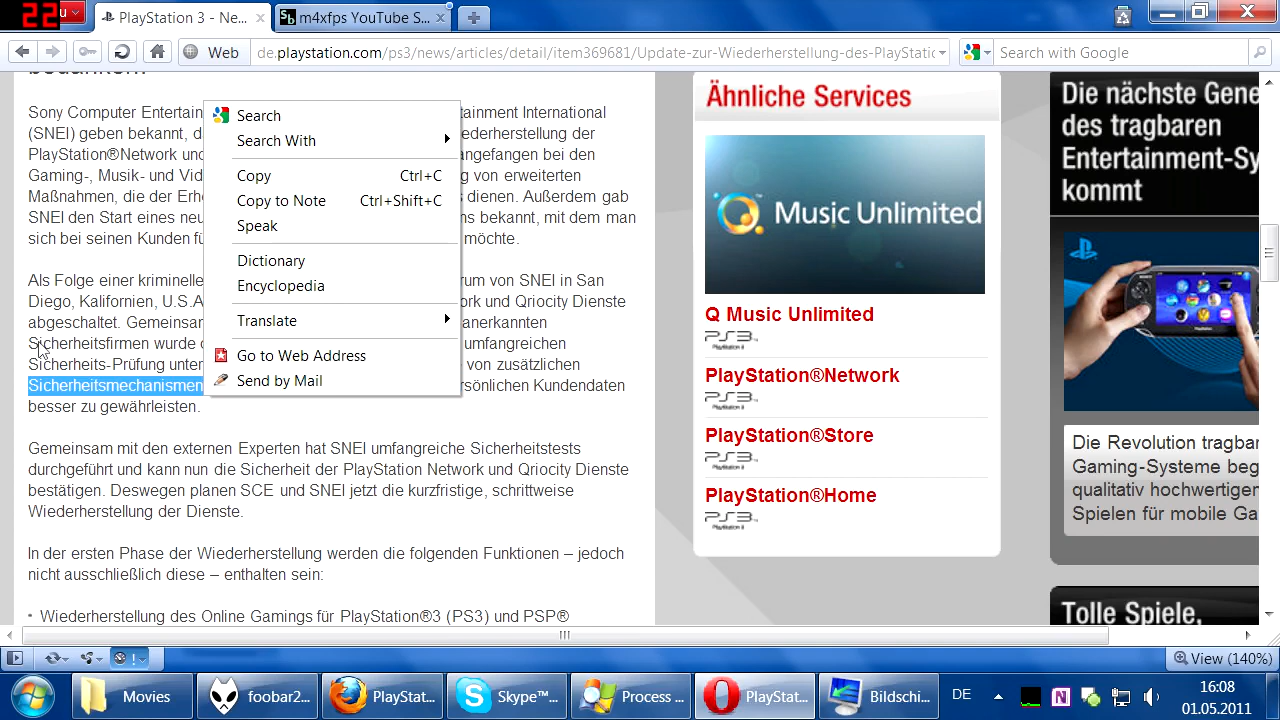 22
u
PlayStation 3 - Ne...
m4xfps YouTube S...
Web
de.playstation.com/ps3/news/articles/detail/item369681/Update-zur-Wiederherstellung-des-PlayStatio
Search with Google
bedanken.
Sony Computer Entertain
ainment International
(SNEI) geben bekannt, d
ederherstellung der
PlayStation®Network und
angefangen bei den
Gaming-, Musik- und Vid
g von erweiterten
Maßnahmen, die der Erh
s dienen. Außerdem gab
SNEI den Start eines neu
ns bekannt, mit dem man
sich bei seinen Kunden fü
möchte.
Als Folge einer kriminelle
rum von SNEI in San
Diego, Kalifornien, U.S.A
rk und Qriocity Dienste
abgeschaltet. Gemeinsar
anerkannten
Sicherheitsfirmen wurde
umfangreichen
Sicherheits-Prüfung unter
von zusätzlichen
Sicherheitsmechanismen
rsönlichen Kundendaten
besser zu gewährleisten.
Gemeinsam mit den externen Experten hat SNEI umfangreiche Sicherheitstests
durchgeführt und kann nun die Sicherheit der PlayStation Network und Qriocity Dienste
bestätigen. Deswegen planen SCE und SNEI jetzt die kurzfristige, schrittweise
Wiederherstellung der Dienste.
In der ersten Phase der Wiederherstellung werden die folgenden Funktionen – jedoch
nicht ausschließlich diese – enthalten sein:
• Wiederherstellung des Online Gamings für PlayStation®3 (PS3) und PSP®
Search
Search With
Copy Ctrl+C
Copy to Note Ctrl+Shift+C
Speak
Dictionary
Encyclopedia
Translate
Go to Web Address
Send by Mail
Ähnliche Services
Music Unlimited
Q Music Unlimited
PS3
PlayStation®Network
PS3
PlayStation®Store
PS3
PlayStation®Home
PS3
Die nächste Gene
des tragbaren
Entertainment-Sy
kommt
Die Revolution tragbar
Gaming-Systeme beg
qualitativ hochwertigen
Spielen für mobile Ga
Tolle Spiele,
View (140%)
Movies
foobar2...
PlayStat...
Skype™...
Process ...
PlayStat...
Bildschi...
DE
16:08
01.05.2011